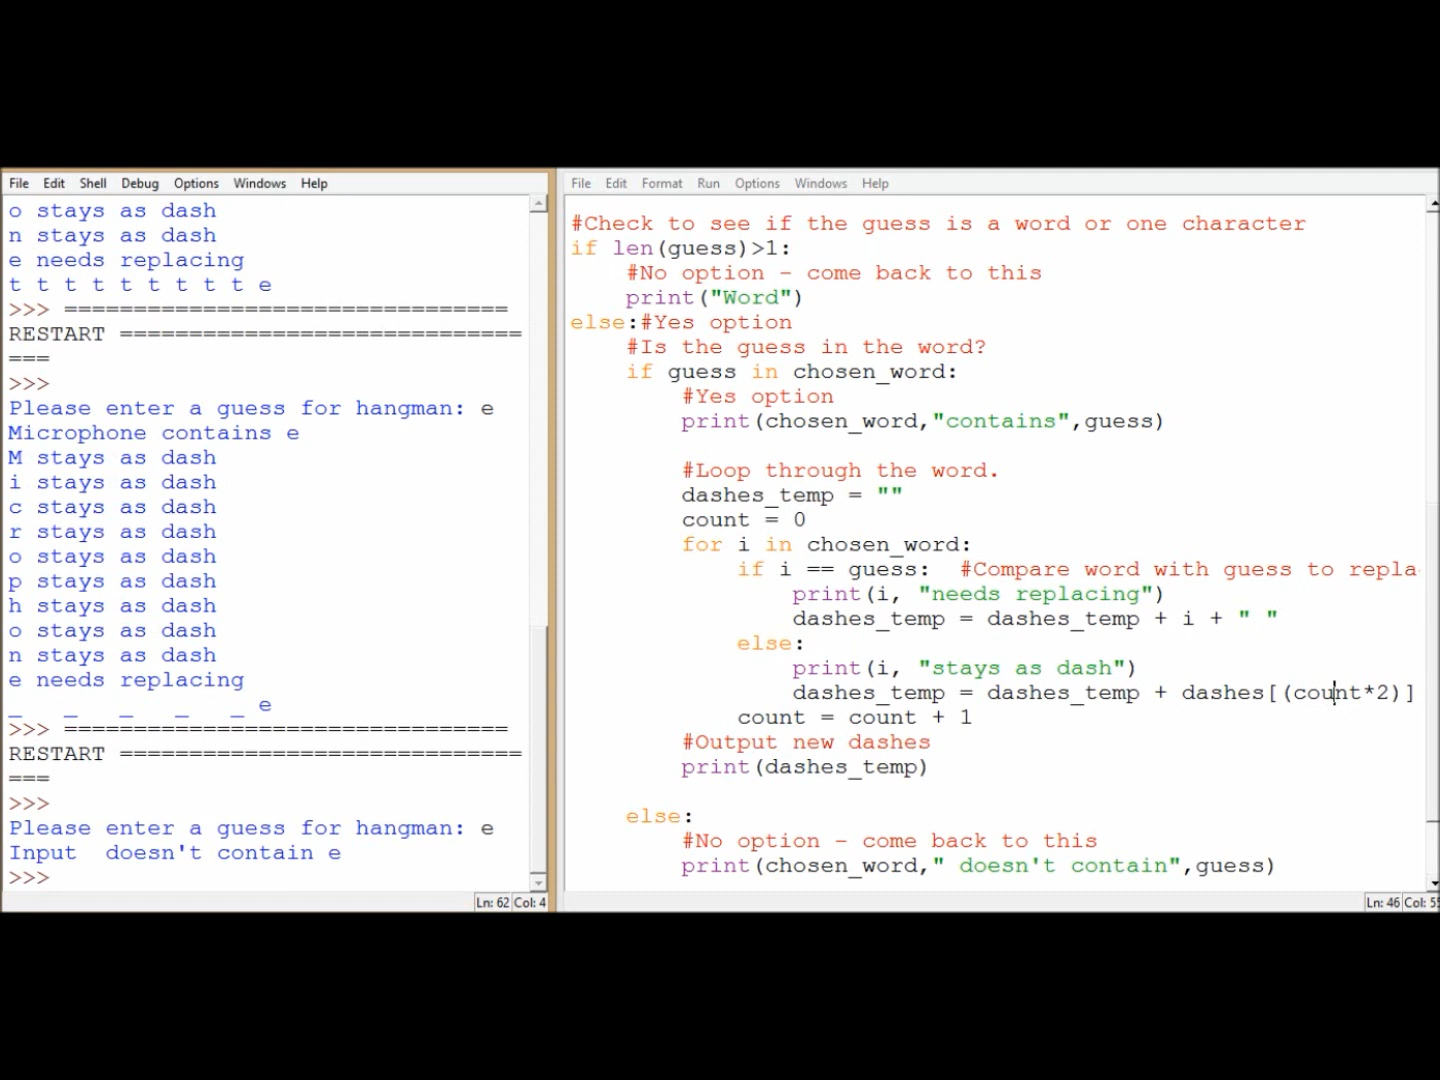 File Edit Shell Debug Options Windows Help
o stays as dash
n stays as dash
e needs replacing
t t t t t t t t t e
>>> ================================
RESTART =============================
===
>>>
Please enter a guess for hangman: e
Microphone contains e
M stays as dash
i stays as dash
c stays as dash
r stays as dash
o stays as dash
p stays as dash
h stays as dash
o stays as dash
n stays as dash
e needs replacing
_ _ _ _ _ e
>>> ================================
RESTART =============================
===
>>>
Please enter a guess for hangman: e
Input  doesn't contain e
>>>
Ln: 62 Col: 4
File Edit Format Run Options Windows Help
#Check to see if the guess is a word or one character
if len(guess)>1:
    #No option - come back to this
    print("Word")
else:#Yes option
    #Is the guess in the word?
    if guess in chosen_word:
        #Yes option
        print(chosen_word,"contains",guess)
        #Loop through the word.
        dashes_temp = ""
        count = 0
        for i in chosen_word:
            if i == guess:  #Compare word with guess to repla
                print(i, "needs replacing")
                dashes_temp = dashes_temp + i + " "
            else:
                print(i, "stays as dash")
                dashes_temp = dashes_temp + dashes[(count*2)]
            count = count + 1
        #Output new dashes
        print(dashes_temp)
    else:
        #No option - come back to this
        print(chosen_word," doesn't contain",guess)
Ln: 46 Col: 55